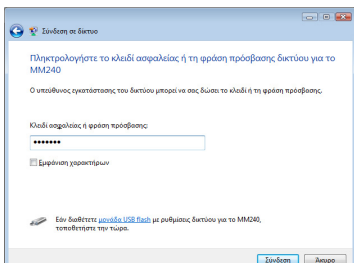 Σύνδεση σε δίκτυο
Πληκτρολογήστε το κλειδί ασφαλείας ή τη φράση πρόσβασης δικτύου για το
MM240
Ο υπεύθυνος εγκατάστασης του δικτύου μπορεί να σας δώσει το κλειδί ή τη φράση πρόσβασης.
Κλειδί ασφαλείας ή φράση πρόσβασης:
•••••••
Εμφάνιση χαρακτήρων
Εάν διαθέτετε μονάδα USB flash με ρυθμίσεις δικτύου για το MM240,
τοποθετήστε την τώρα.
Σύνδεση Άκυρο